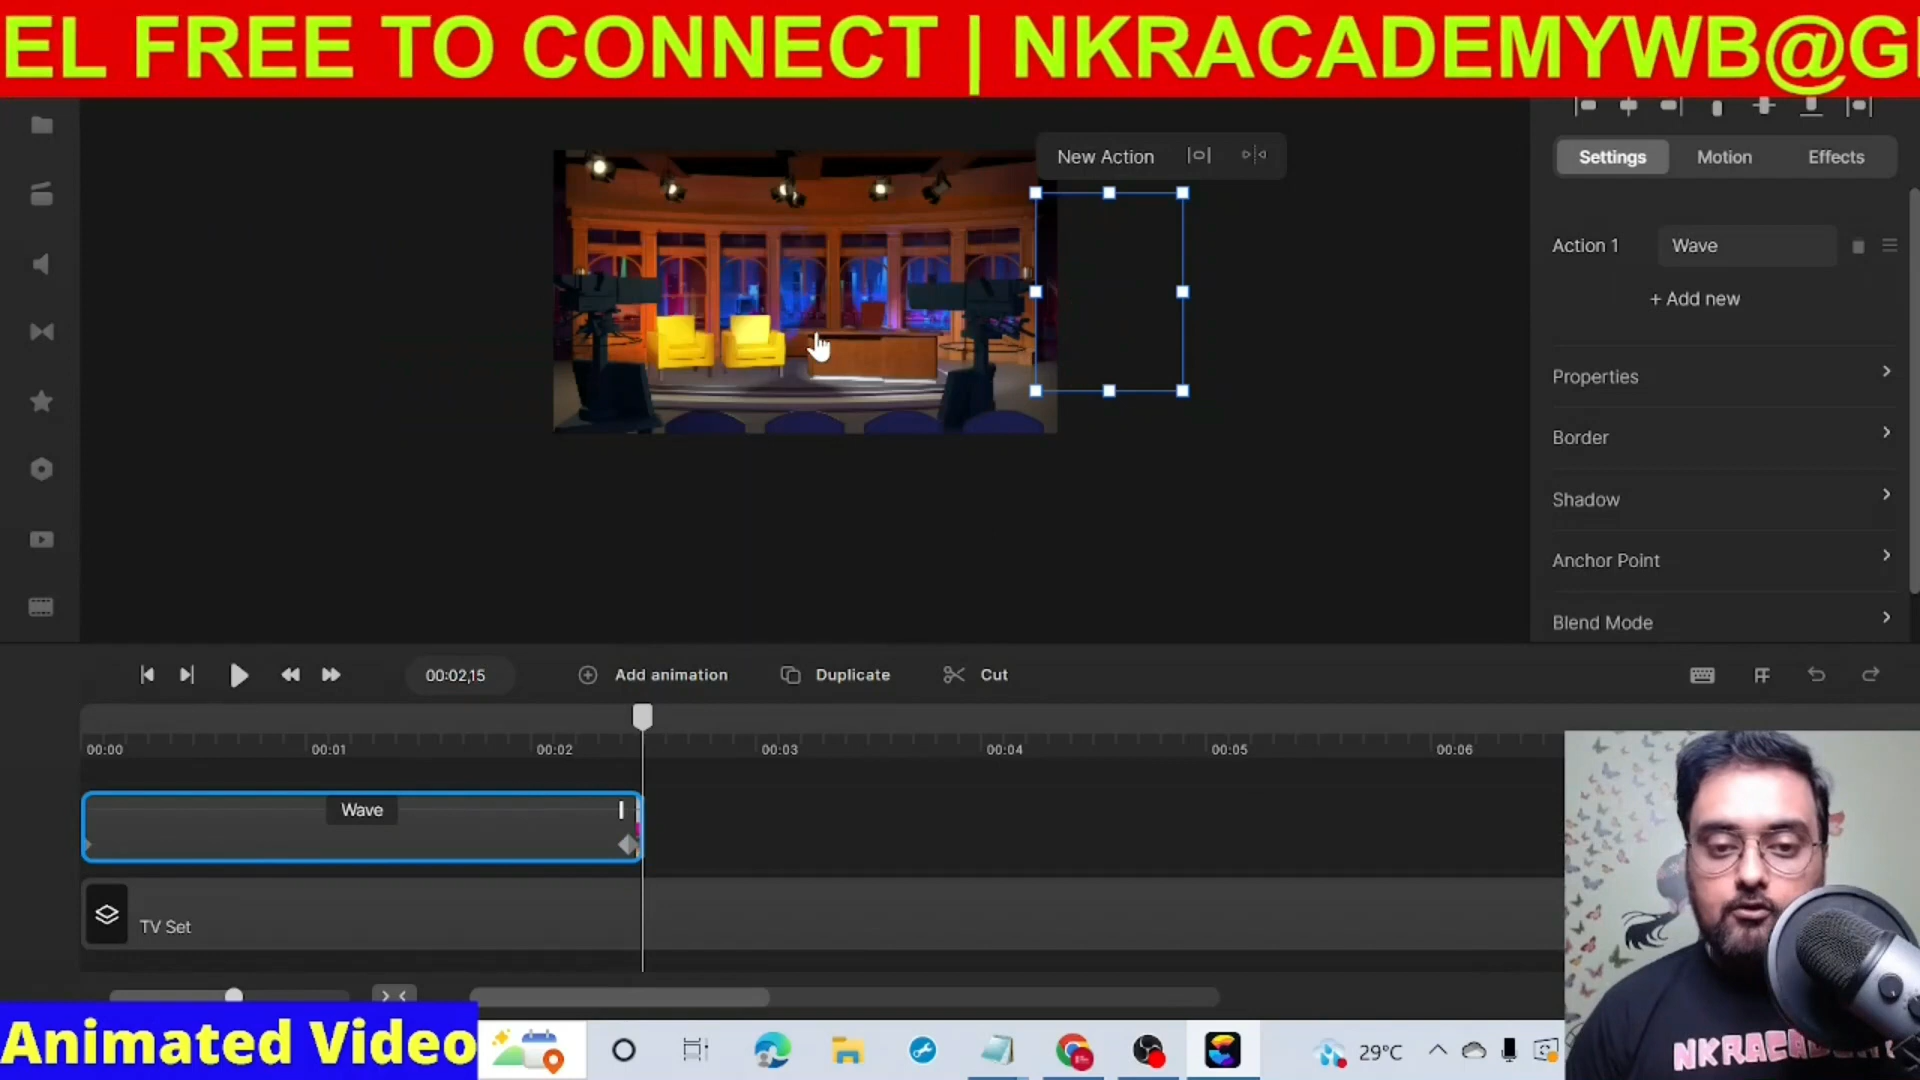 EL FREE TO CONNECT | NKRACADEMYWB@G
New Action
Settings
Motion
Effects
Action 1
Wave
+ Add new
Properties
Border
Shadow
Anchor Point
Blend Mode
00:02,15
Add animation
Duplicate
Cut
00:00
00:01
00:02
00:03
00:04
00:05
00:06
Wave
TV Set
Animated Video
29°C